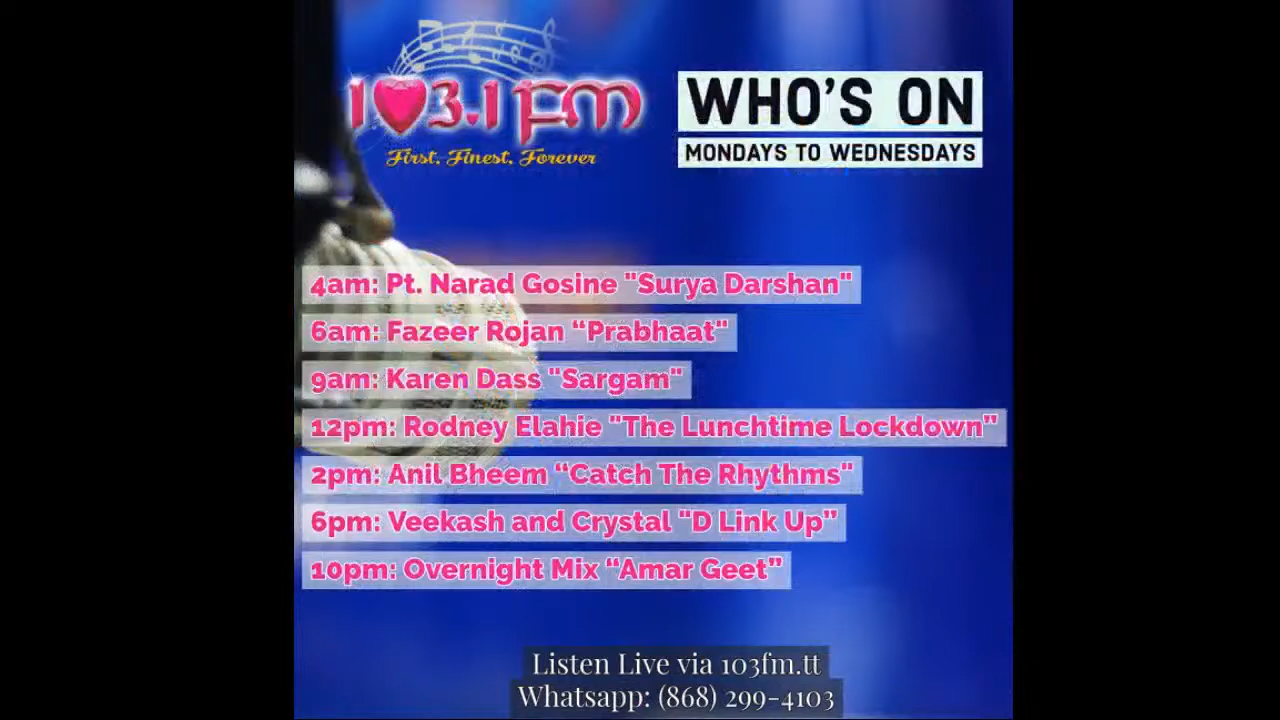 103.1 FM
First. Finest. Forever
WHO'S ON
MONDAYS TO WEDNESDAYS
4am: Pt. Narad Gosine "Surya Darshan"
6am: Fazeer Rojan “Prabhaat"
9am: Karen Dass "Sargam"
12pm: Rodney Elahie "The Lunchtime Lockdown”
2pm: Anil Bheem “Catch The Rhythms"
6pm: Veekash and Crystal "D Link Up”
10pm: Overnight Mix “Amar Geet”
Listen Live via 103fm.tt
Whatsapp: (868) 299-4103